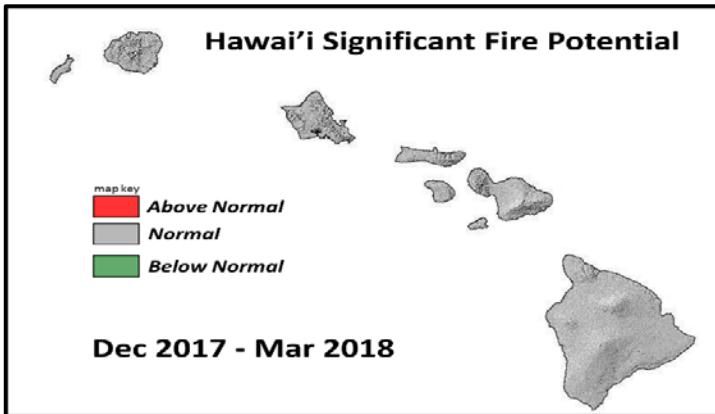 Hawai’i Significant Fire Potential
map key
Above Normal
Normal
Below Normal
Dec 2017 - Mar 2018